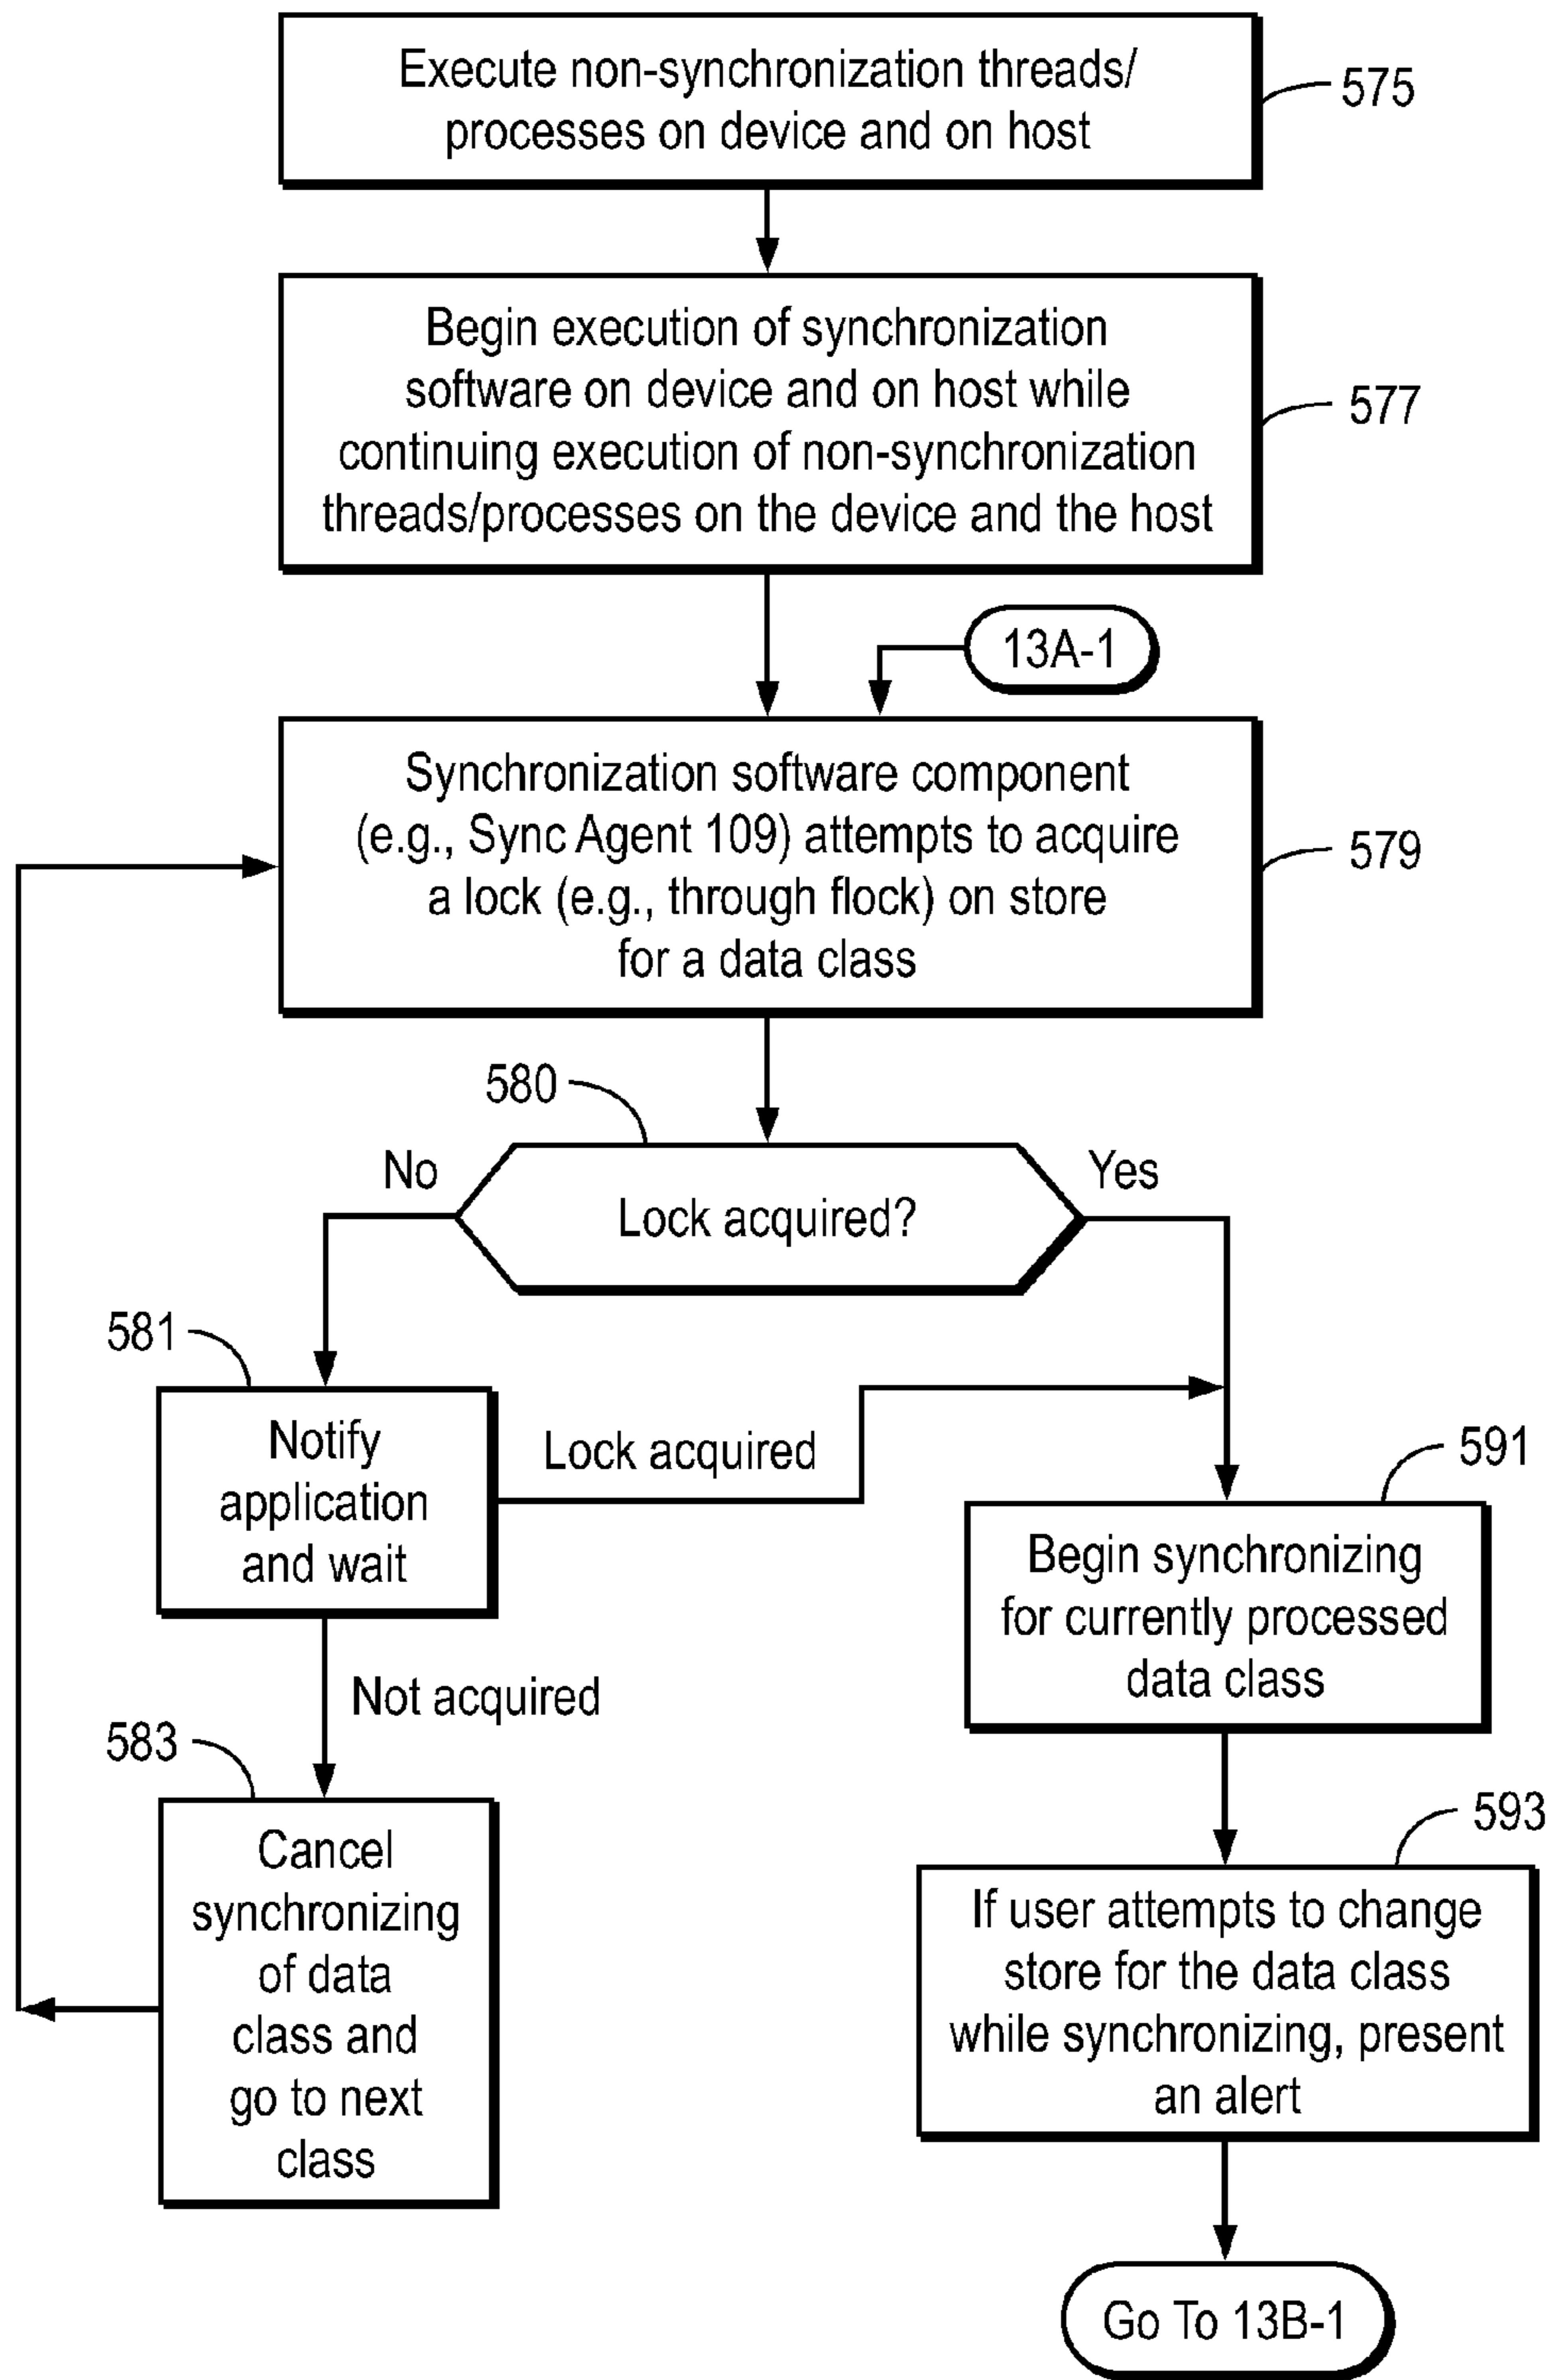 Execute non-synchronization threads/
processes on device and on host
575
Begin execution of synchronization
software on device and on host while
continuing execution of non-synchronization
threads/processes on the device and the host
577
13A-1
Synchronization software component
(e.g., Sync Agent 109) attempts to acquire
a lock (e.g., through flock) on store
for a data class
579
580
No
Lock acquired?
Yes
581
Notify
application
and wait
Lock acquired
591
Begin synchronizing
for currently processed
data class
Not acquired
583
Cancel
synchronizing
of data
class and
go to next
class
593
If user attempts to change
store for the data class
while synchronizing, present
an alert
Go To 13B-1